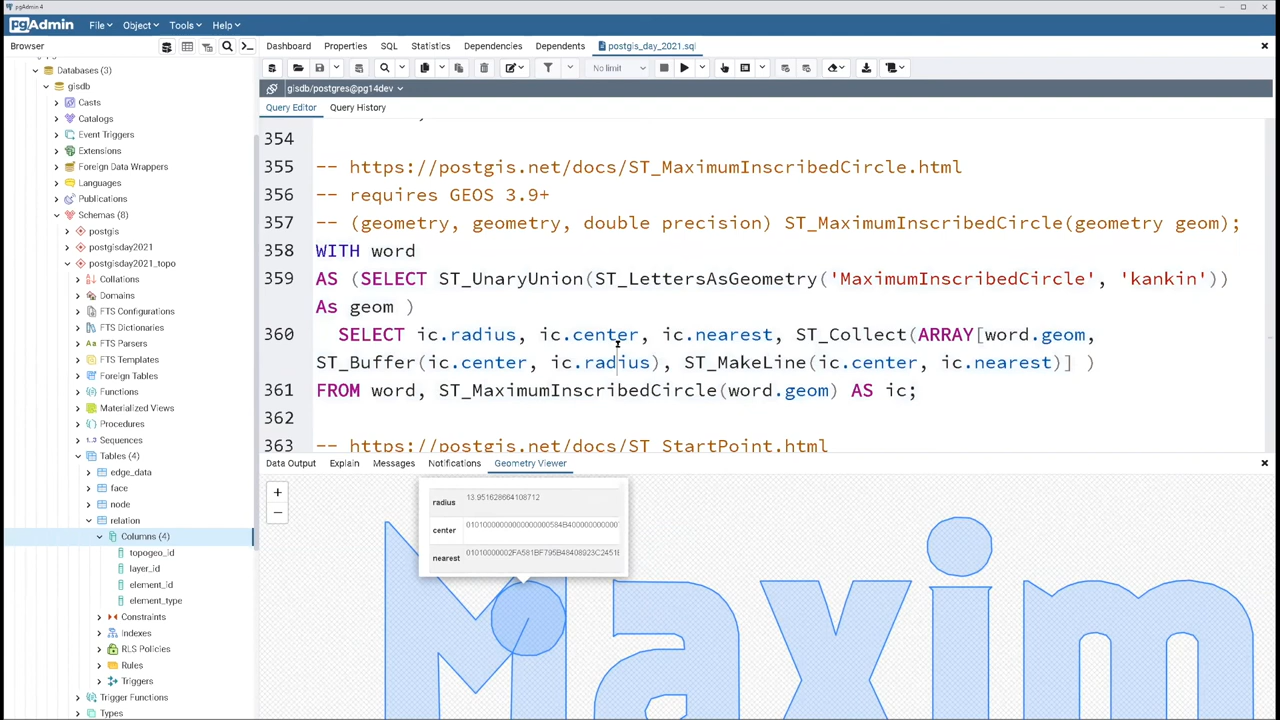 pgAdmin 4
pgAdmin File Object Tools Help
Browser
Dashboard Properties SQL Statistics Dependencies Dependents postgis_day_2021.sql
No limit
gisdb/postgres@pg14dev
Query Editor Query History
Databases (3)
gisdb
Casts
Catalogs
Event Triggers
Extensions
Foreign Data Wrappers
Languages
Publications
Schemas (8)
postgis
postgisday2021
postgisday2021_topo
Collations
Domains
FTS Configurations
FTS Dictionaries
FTS Parsers
FTS Templates
Foreign Tables
Functions
Materialized Views
Procedures
Sequences
Tables (4)
edge_data
face
node
relation
Columns (4)
topogeo_id
layer_id
element_id
element_type
Constraints
Indexes
RLS Policies
Rules
Triggers
Trigger Functions
Types
354
355 -- https://postgis.net/docs/ST_MaximumInscribedCircle.html
356 -- requires GEOS 3.9+
357 -- (geometry, geometry, double precision) ST_MaximumInscribedCircle(geometry geom);
358 WITH word
359 AS (SELECT ST_UnaryUnion(ST_LettersAsGeometry('MaximumInscribedCircle', 'kankin'))
As geom )
360 SELECT ic.radius, ic.center, ic.nearest, ST_Collect(ARRAY[word.geom,
ST_Buffer(ic.center, ic.radius), ST_MakeLine(ic.center, ic.nearest)] )
361 FROM word, ST_MaximumInscribedCircle(word.geom) AS ic;
362
363 -- https://postgis.net/docs/ST_StartPoint.html
Data Output Explain Messages Notifications Geometry Viewer
+
−
radius 13.951628664108712
center
nearest
Maxim